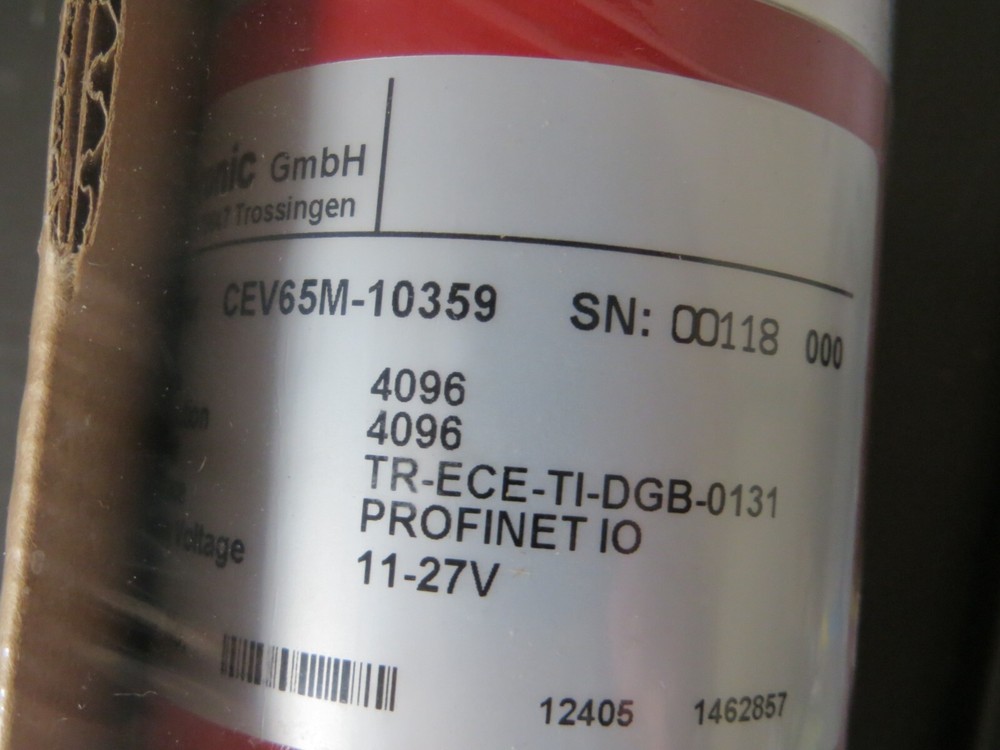 GmbH
Trossingen
CEV65M-10359 SN: 00118 000
4096
4096
TR-ECE-TI-DGB-0131
PROFINET IO
Voltage 11-27V
12405 1462857